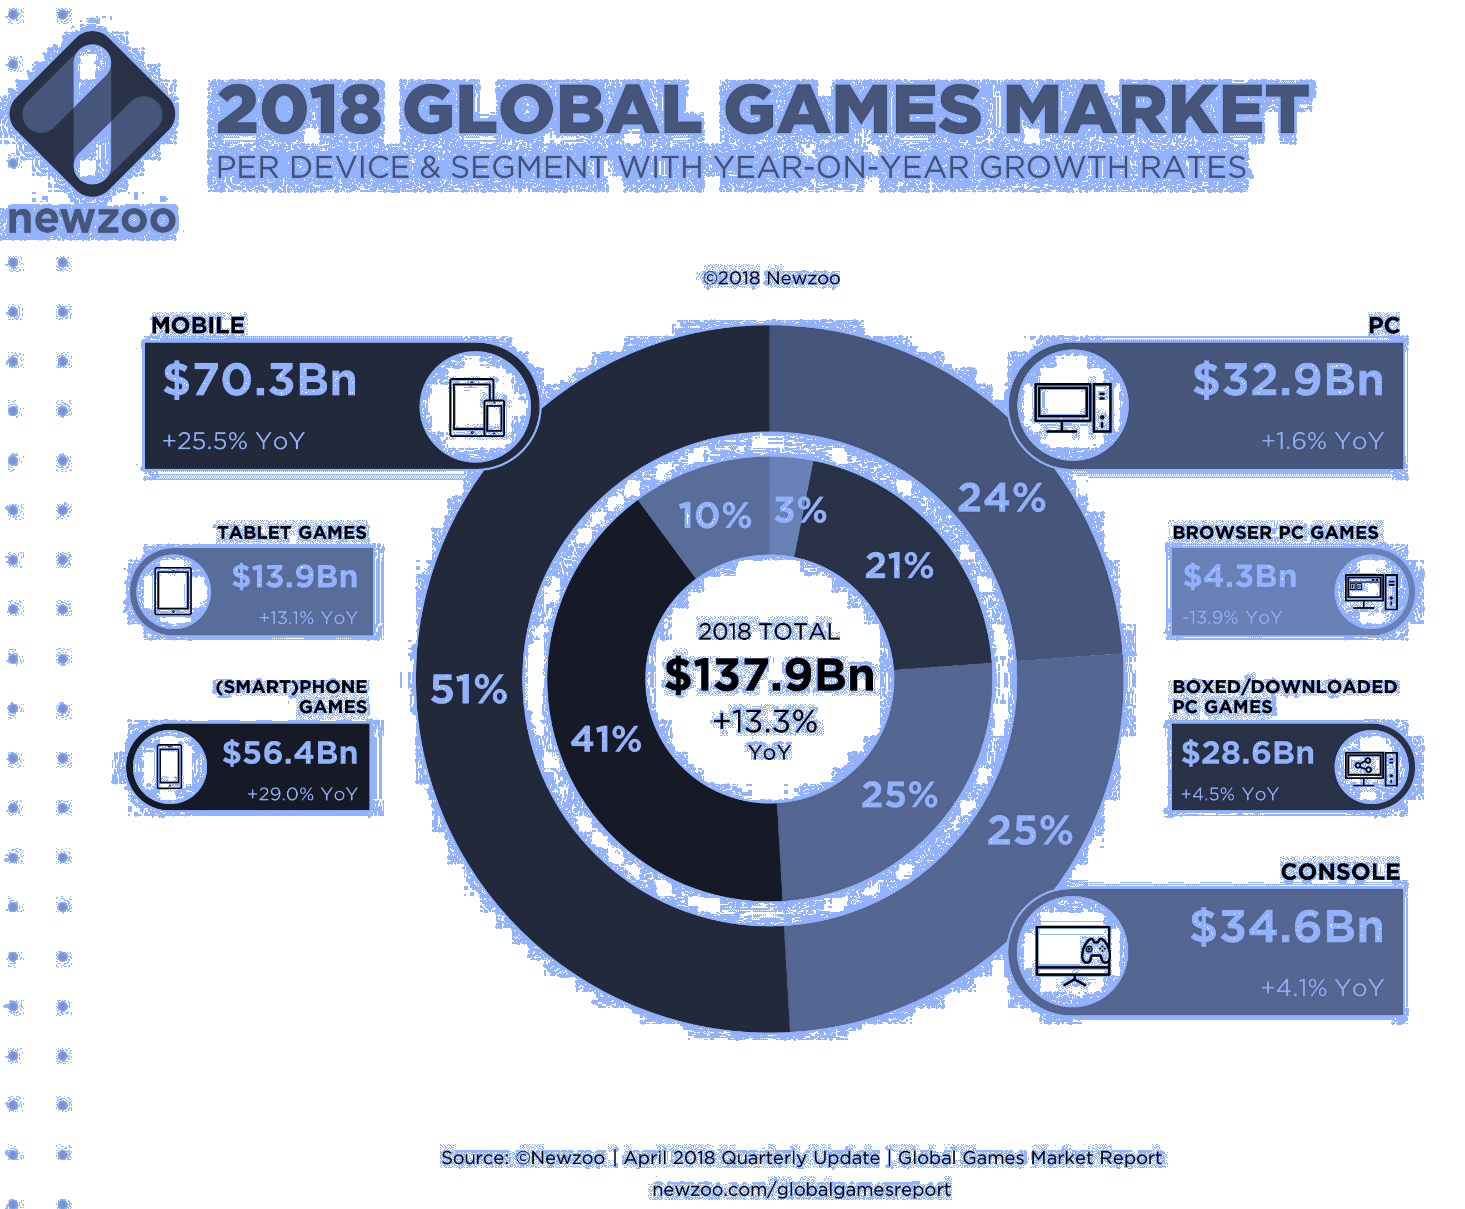 2018 GLOBAL GAMES MARKET
PER DEVICE & SEGMENT WITH YEAR-ON-YEAR GROWTH RATES
newzoo
©2018 Newzoo
MOBILE
$70.3Bn
+25.5% YoY
TABLET GAMES
$13.9Bn
+13.1% YoY
(SMART)PHONE
GAMES
$56.4Bn
+29.0% YoY
51%
41%
10%
3%
21%
24%
25%
25%
2018 TOTAL
$137.9Bn
+13.3%
YoY
PC
$32.9Bn
+1.6% YoY
BROWSER PC GAMES
$4.3Bn
-13.9% YoY
BOXED/DOWNLOADED
PC GAMES
$28.6Bn
+4.5% YoY
CONSOLE
$34.6Bn
+4.1% YoY
Source: ©Newzoo | April 2018 Quarterly Update | Global Games Market Report
newzoo.com/globalgamesreport